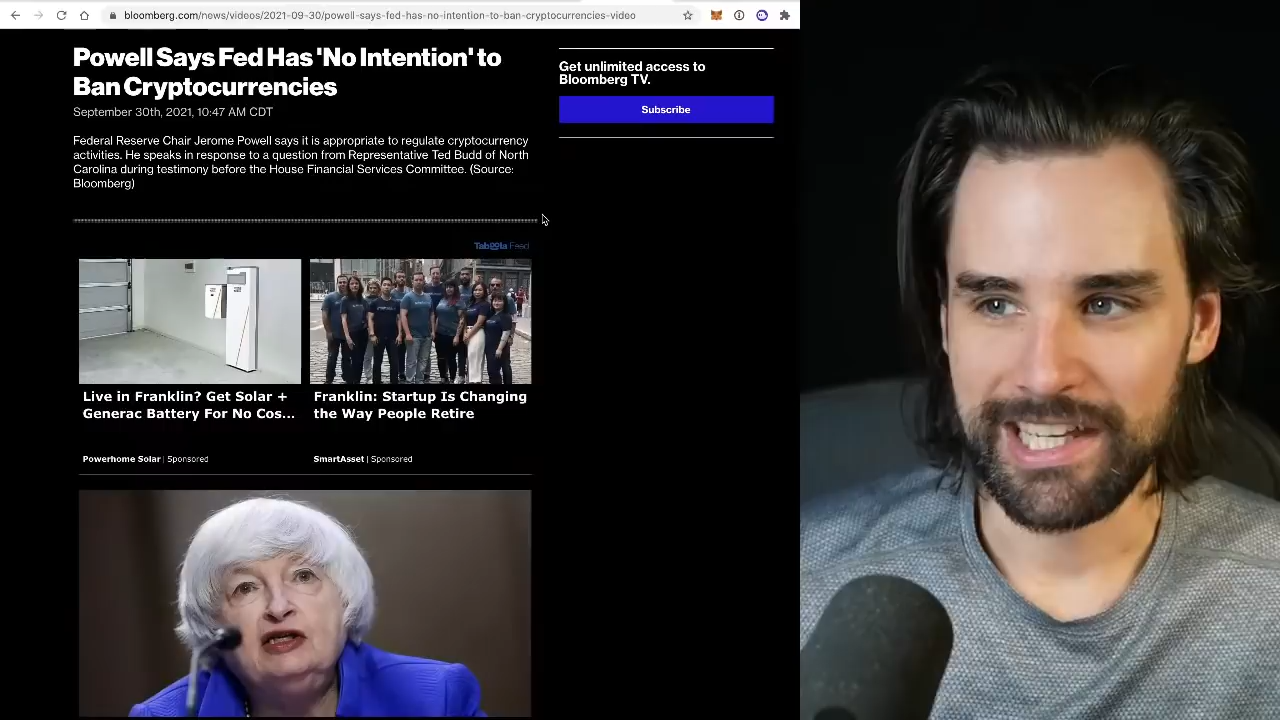 bloomberg.com/news/videos/2021-09-30/powell-says-fed-has-no-intention-to-ban-cryptocurrencies-video
Powell Says Fed Has 'No Intention' to
Ban Cryptocurrencies
September 30th, 2021, 10:47 AM CDT
Federal Reserve Chair Jerome Powell says it is appropriate to regulate cryptocurrency
activities. He speaks in response to a question from Representative Ted Budd of North
Carolina during testimony before the House Financial Services Committee. (Source:
Bloomberg)
Get unlimited access to
Bloomberg TV.
Subscribe
Taboola Feed
Live in Franklin? Get Solar +
Generac Battery For No Cos...
Powerhome Solar | Sponsored
Franklin: Startup Is Changing
the Way People Retire
SmartAsset | Sponsored